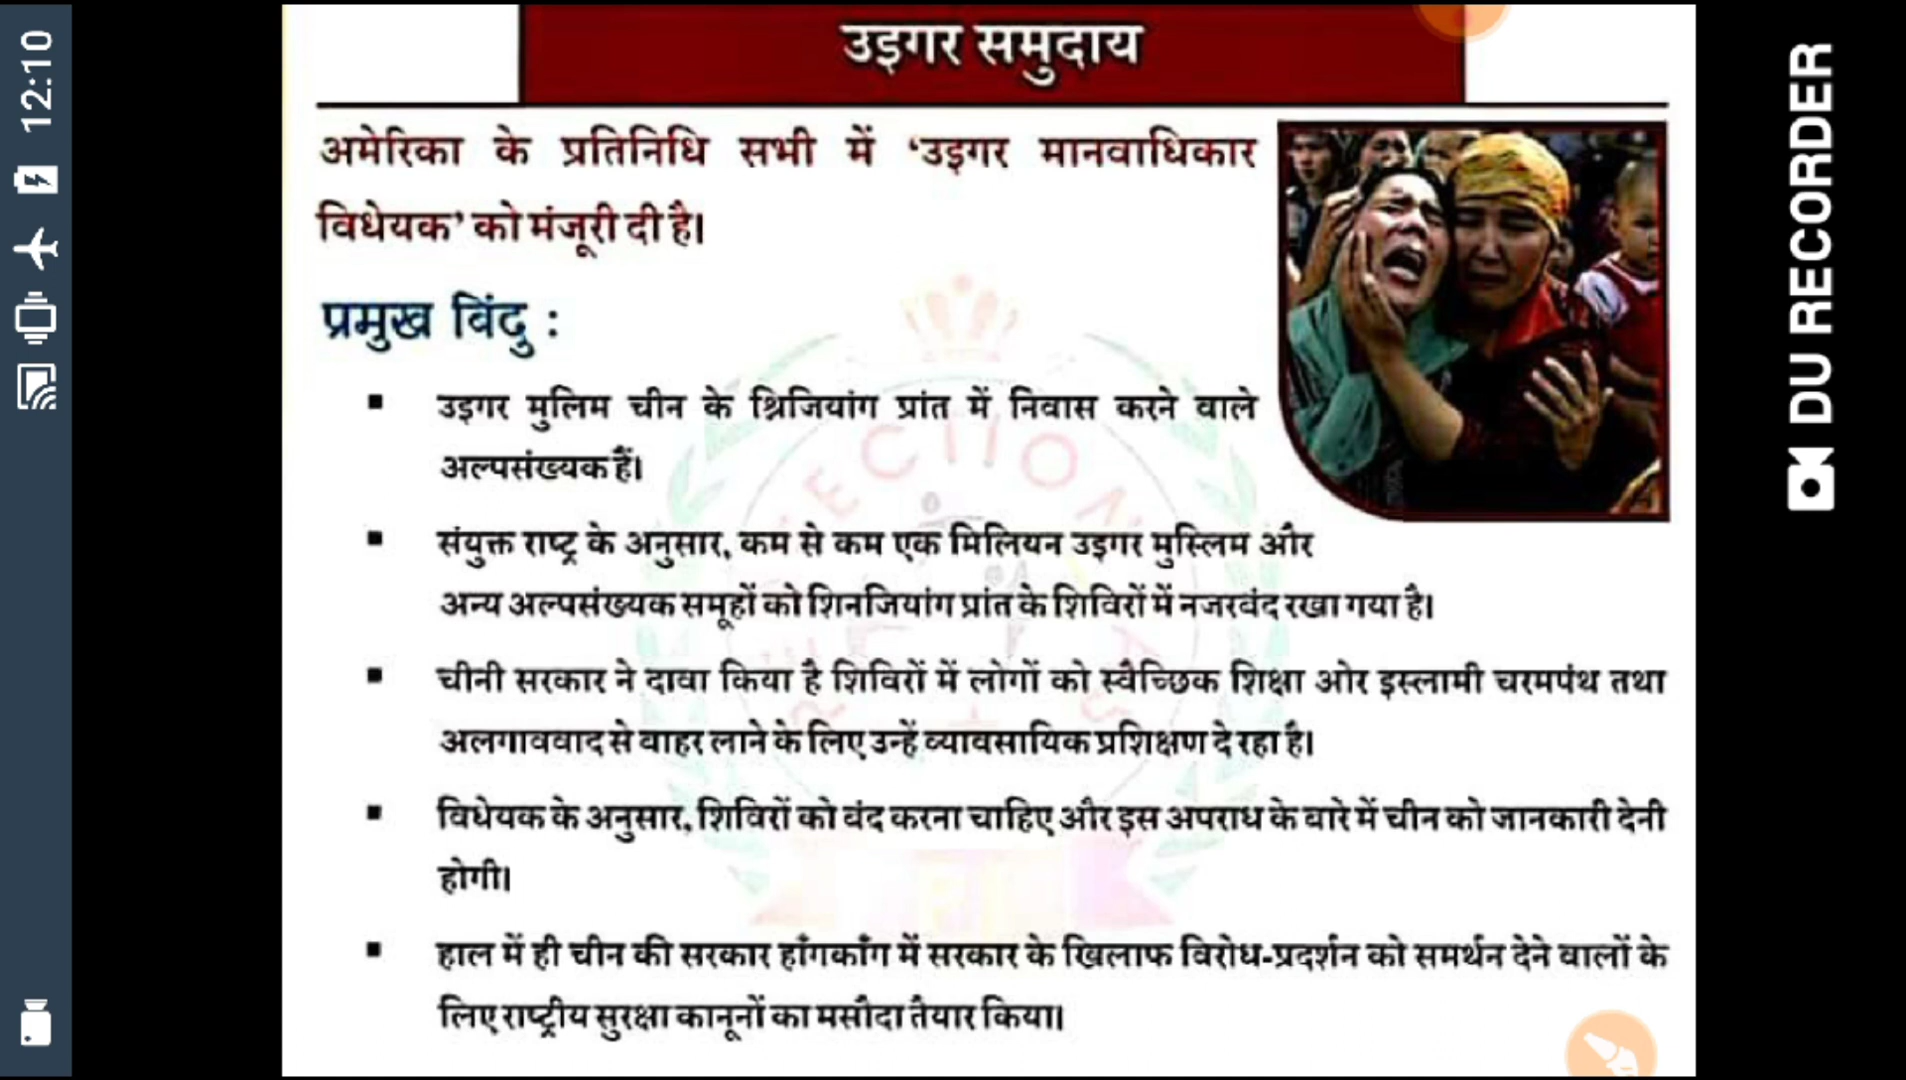 12:10
उइगर समुदाय
अमेरिका के प्रतिनिधि सभी में ‘उइगर मानवाधिकार
विधेयक’ को मंजूरी दी है।
प्रमुख विंदु :
▪ उइगर मुलिम चीन के श्निजियांग प्रांत में निवास करने वाले
अल्पसंख्यक हैं।
▪ संयुक्त राष्ट्र के अनुसार, कम से कम एक मिलियन उइगर मुस्लिम और
अन्य अल्पसंख्यक समूहों को शिनजियांग प्रांत के शिविरों में नजरवंद रखा गया है।
▪ चीनी सरकार ने दावा किया है शिविरों में लोगों को स्वैच्छिक शिक्षा ओर इस्लामी चरमपंथ तथा
अलगाववाद से वाहर लाने के लिए उन्हें व्यावसायिक प्रशिक्षण दे रहा है।
▪ विधेयक के अनुसार, शिविरों को वंद करना चाहिए और इस अपराध के वारे में चीन को जानकारी देनी
होगी।
▪ हाल में ही चीन की सरकार हॉंगकॉंग में सरकार के खिलाफ विरोध-प्रदर्शन को समर्थन देने वालों के
लिए राष्ट्रीय सुरक्षा कानूनों का मसौदा तैयार किया।
DU RECORDER